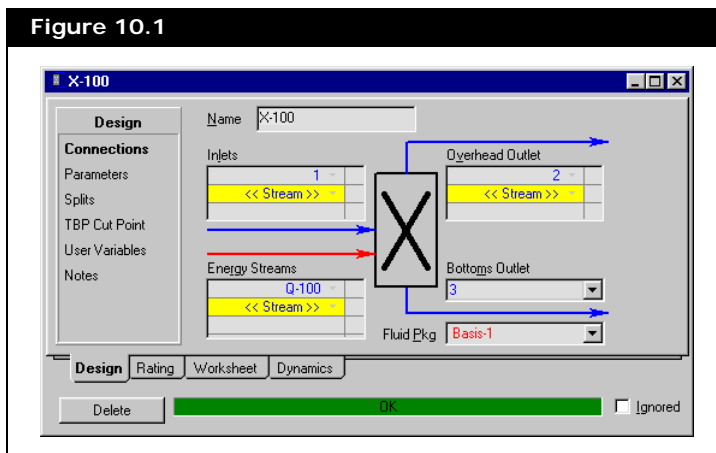 Figure 10.1
X-100
Design
Connections
Parameters
Splits
TBP Cut Point
User Variables
Notes
Name X-100
Inlets
1
<< Stream >>
Overhead Outlet
2
<< Stream >>
Energy Streams
Q-100
<< Stream >>
Bottoms Outlet
3
Fluid Pkg Basis-1
Design Rating Worksheet Dynamics
Delete OK Ignored